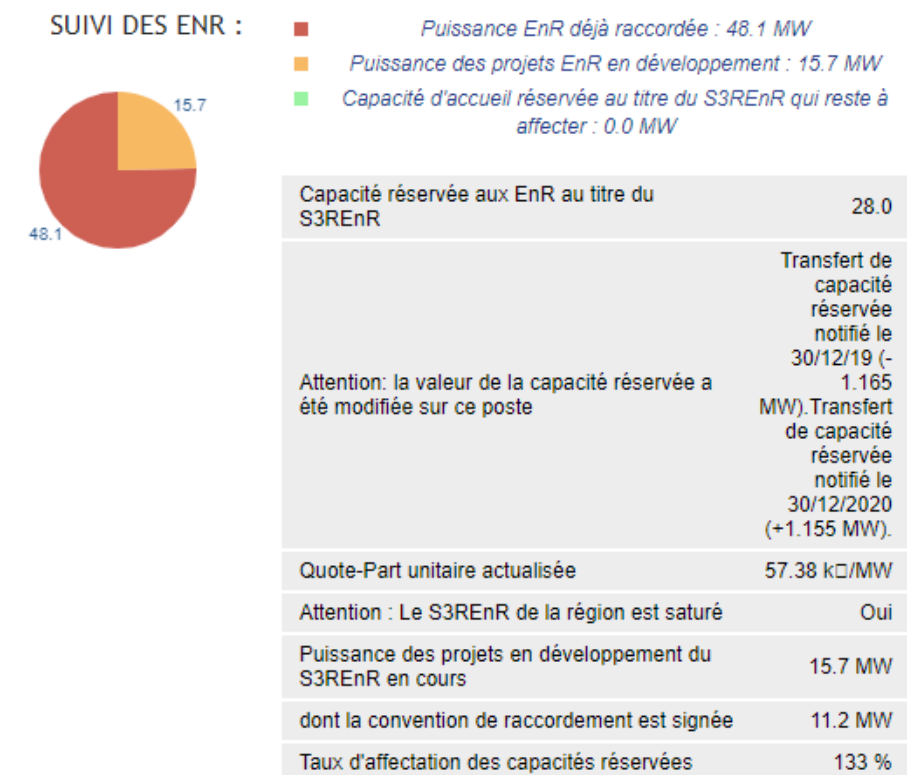 SUIVI DES ENR :
Puissance EnR déjà raccordée : 48.1 MW
Puissance des projets EnR en développement : 15.7 MW
Capacité d'accueil réservée au titre du S3REnR qui reste à
affecter : 0.0 MW
15.7
48.1
Capacité réservée aux EnR au titre du
S3REnR
28.0
Attention: la valeur de la capacité réservée a
été modifiée sur ce poste
Transfert de
capacité
réservée
notifié le
30/12/19 (-
1.165
MW).Transfert
de capacité
réservée
notifié le
30/12/2020
(+1.155 MW).
Quote-Part unitaire actualisée
57.38 k□/MW
Attention : Le S3REnR de la région est saturé
Oui
Puissance des projets en développement du
S3REnR en cours
15.7 MW
dont la convention de raccordement est signée
11.2 MW
Taux d'affectation des capacités réservées
133 %